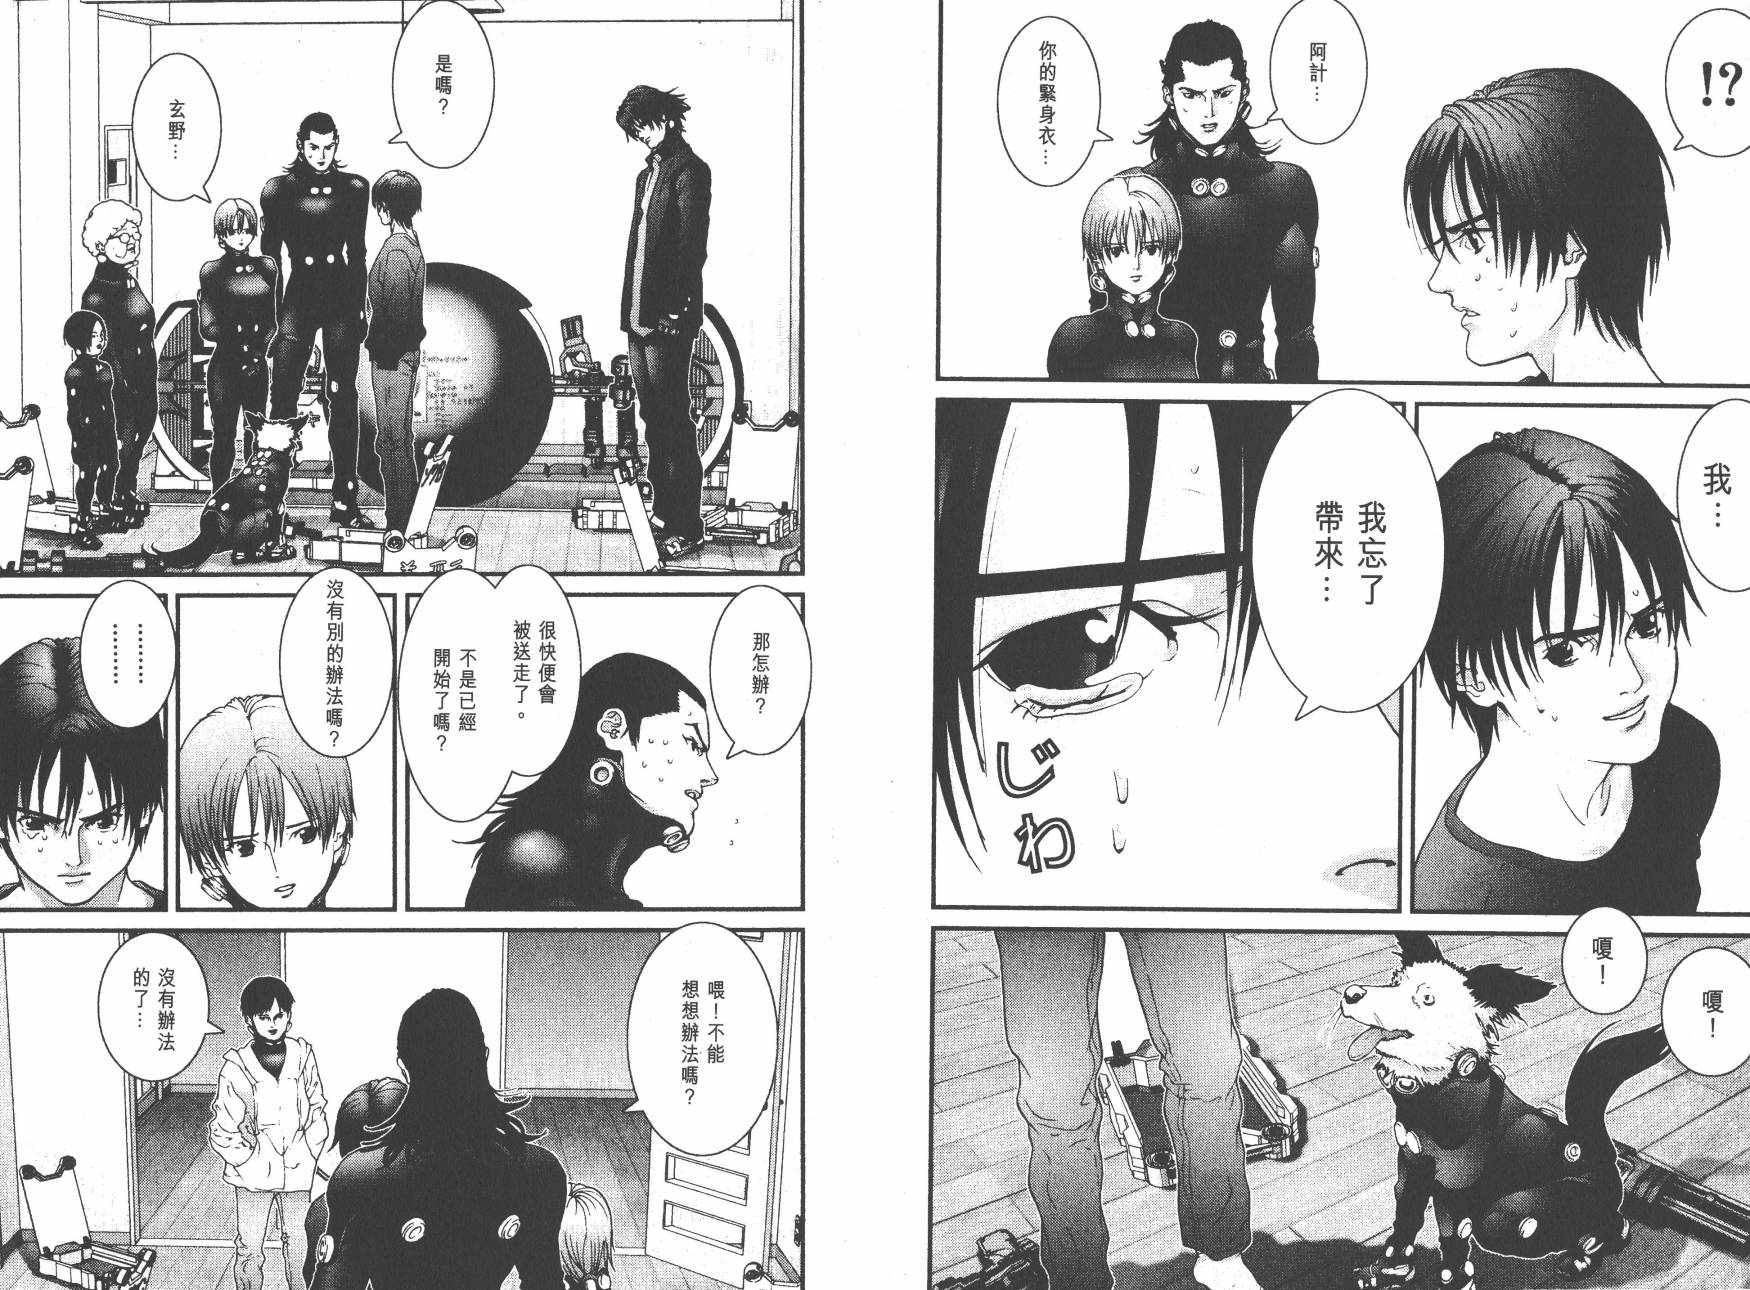 !?
阿計…
你的緊身衣…
我…
我忘了
帶來…
じわ
嗄！
嗄！
是嗎？
玄野…
那怎辦？
很快便會
被送走了。
不是已經
開始了嗎？
沒有別的辦法嗎？
………
………
喂！不能
想想辦法嗎？
沒有辦法
的了…